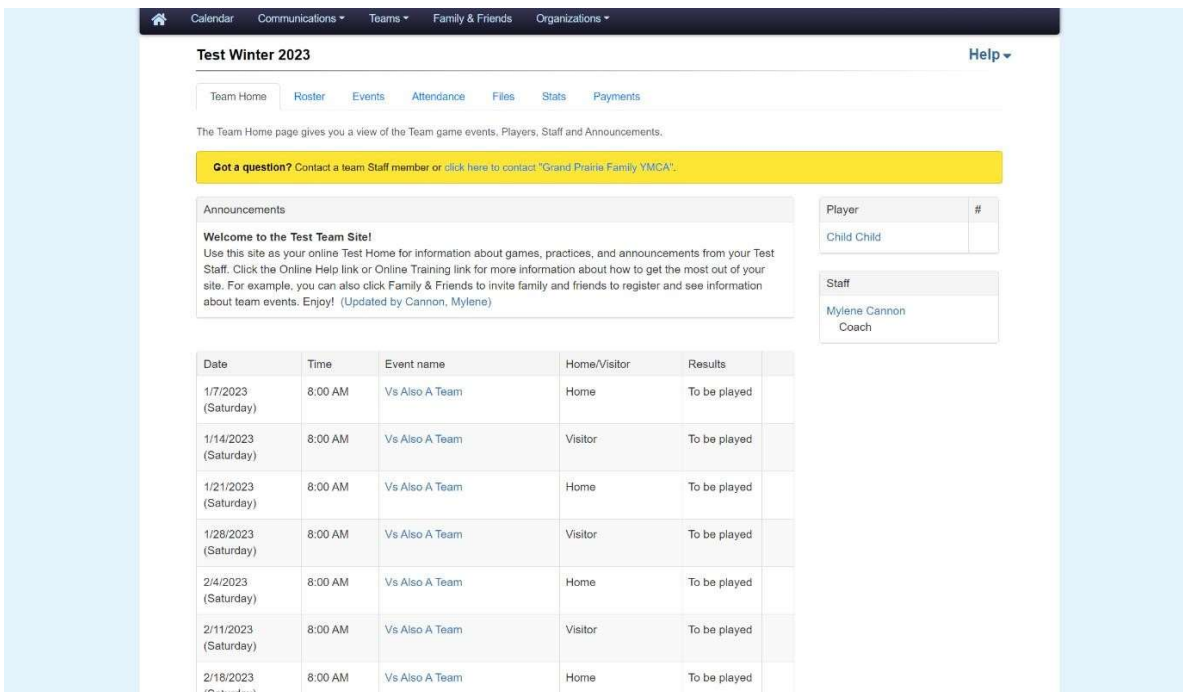 Calendar Communications Teams Family & Friends Organizations
Test Winter 2023 Help
Team Home Roster Events Attendance Files Stats Payments
The Team Home page gives you a view of the Team game events, Players, Staff and Announcements.
Got a question? Contact a team Staff member or click here to contact "Grand Prairie Family YMCA".
Announcements
Welcome to the Test Team Site!
Use this site as your online Test Home for information about games, practices, and announcements from your Test
Staff. Click the Online Help link or Online Training link for more information about how to get the most out of your
site. For example, you can also click Family & Friends to invite family and friends to register and see information
about team events. Enjoy! (Updated by Cannon, Mylene)
Player #
Child Child
Staff
Mylene Cannon
Coach
Date Time Event name Home/Visitor Results
1/7/2023 8:00 AM Vs Also A Team Home To be played
(Saturday)
1/14/2023 8:00 AM Vs Also A Team Visitor To be played
(Saturday)
1/21/2023 8:00 AM Vs Also A Team Home To be played
(Saturday)
1/28/2023 8:00 AM Vs Also A Team Visitor To be played
(Saturday)
2/4/2023 8:00 AM Vs Also A Team Home To be played
(Saturday)
2/11/2023 8:00 AM Vs Also A Team Visitor To be played
(Saturday)
2/18/2023 8:00 AM Vs Also A Team Home To be played